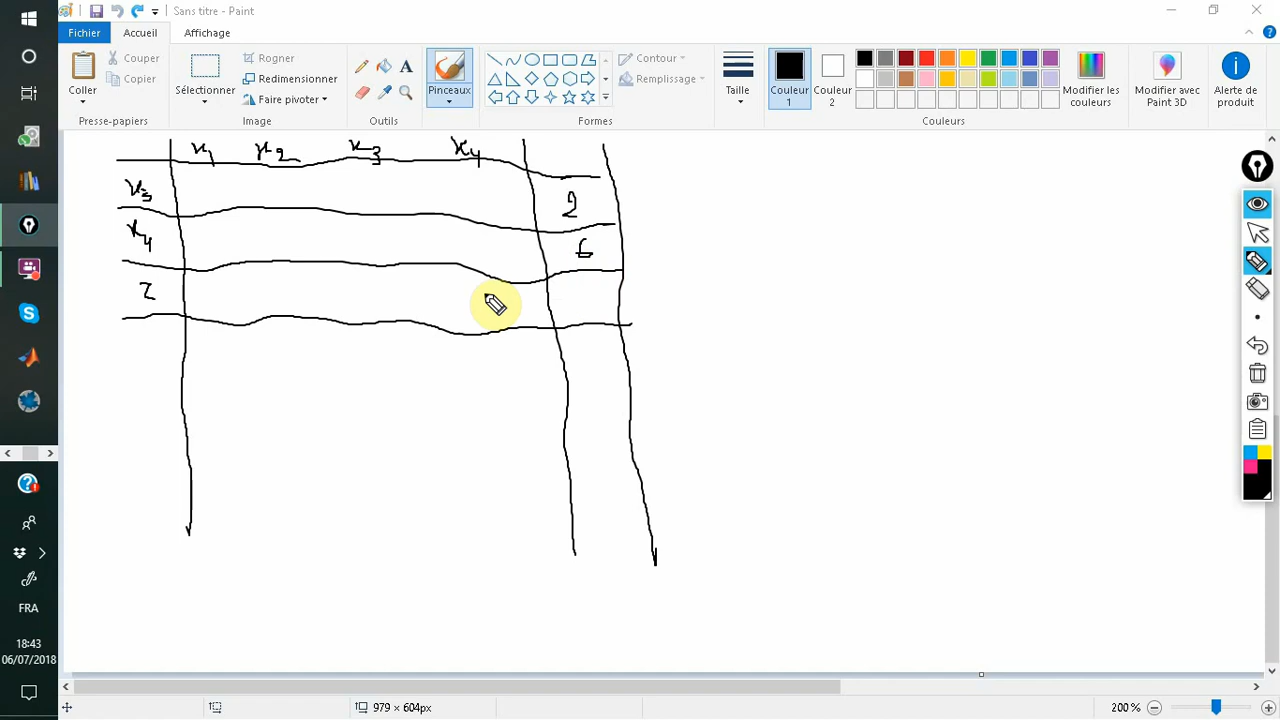 Sans titre - Paint
Fichier Accueil Affichage
Coller
Couper
Copier
Presse-papiers
Sélectionner
Rogner
Redimensionner
Faire pivoter
Image
A
Outils
Pinceaux
Contour
Remplissage
Formes
Taille
Couleur 1
Couleur 2
Modifier les couleurs
Modifier avec Paint 3D
Alerte de produit
Couleurs
x1 x2 x3 x4
x3 2
x4 6
Z
FRA
18:43
06/07/2018
979 × 604px
200 %